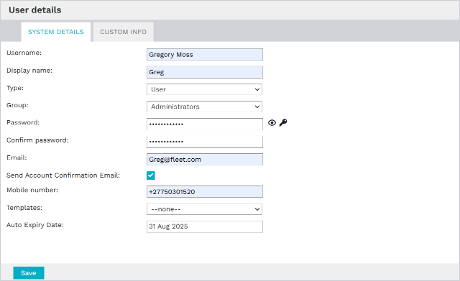 User details
SYSTEM DETAILS CUSTOM INFO
Username: Gregory Moss
Display name: Greg
Type: User
Group: Administrators
Password: ••••••••••••
Confirm password: ••••••••••••
Email: Greg@fleet.com
Send Account Confirmation Email:
Mobile number: +27750301520
Templates: --none--
Auto Expiry Date: 31 Aug 2025
Save